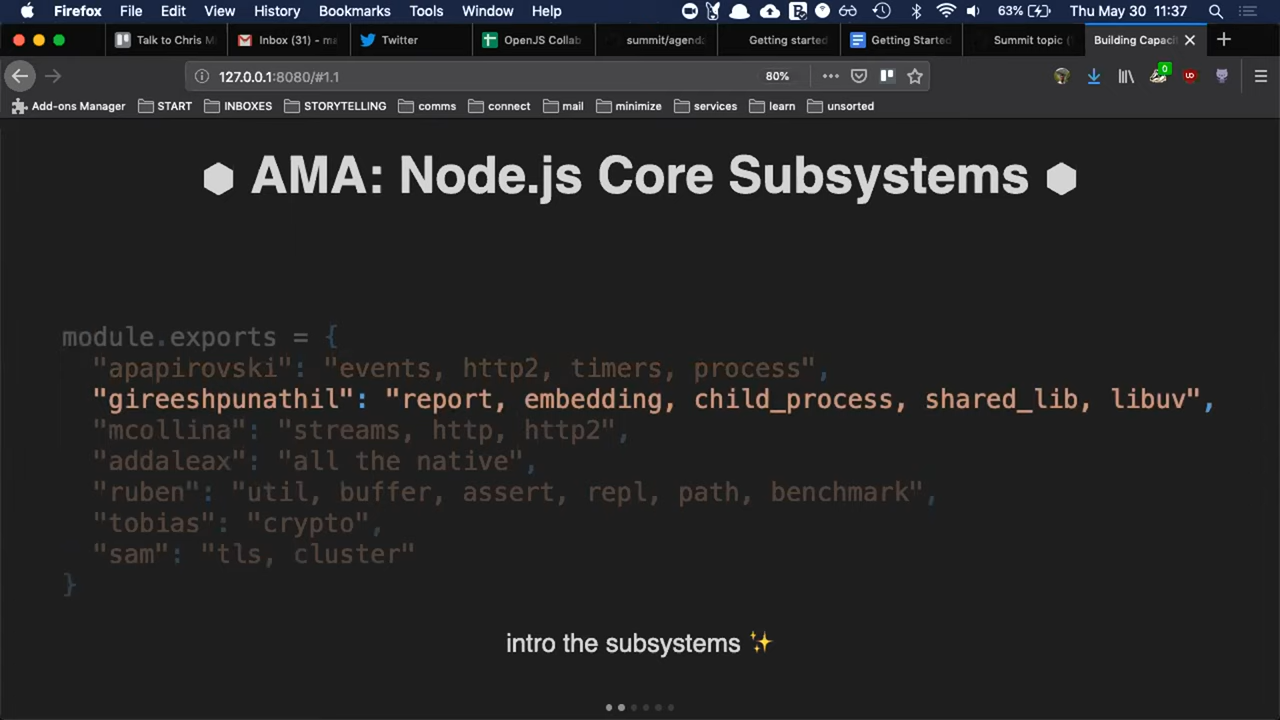 Firefox File Edit View History Bookmarks Tools Window Help 63% Thu May 30 11:37
Talk to Chris M Inbox (31) - ma Twitter OpenJS Collab summit/agenda Getting started Getting Started Summit topic ( Building Capaci
127.0.0.1:8080/#1.1 80%
Add-ons Manager START INBOXES STORYTELLING comms connect mail minimize services learn unsorted
AMA: Node.js Core Subsystems
module.exports = {
"apapirovski": "events, http2, timers, process",
"gireeshpunathil": "report, embedding, child_process, shared_lib, libuv",
"mcollina": "streams, http, http2",
"addaleax": "all the native",
"ruben": "util, buffer, assert, repl, path, benchmark",
"tobias": "crypto",
"sam": "tls, cluster"
}
intro the subsystems ✨